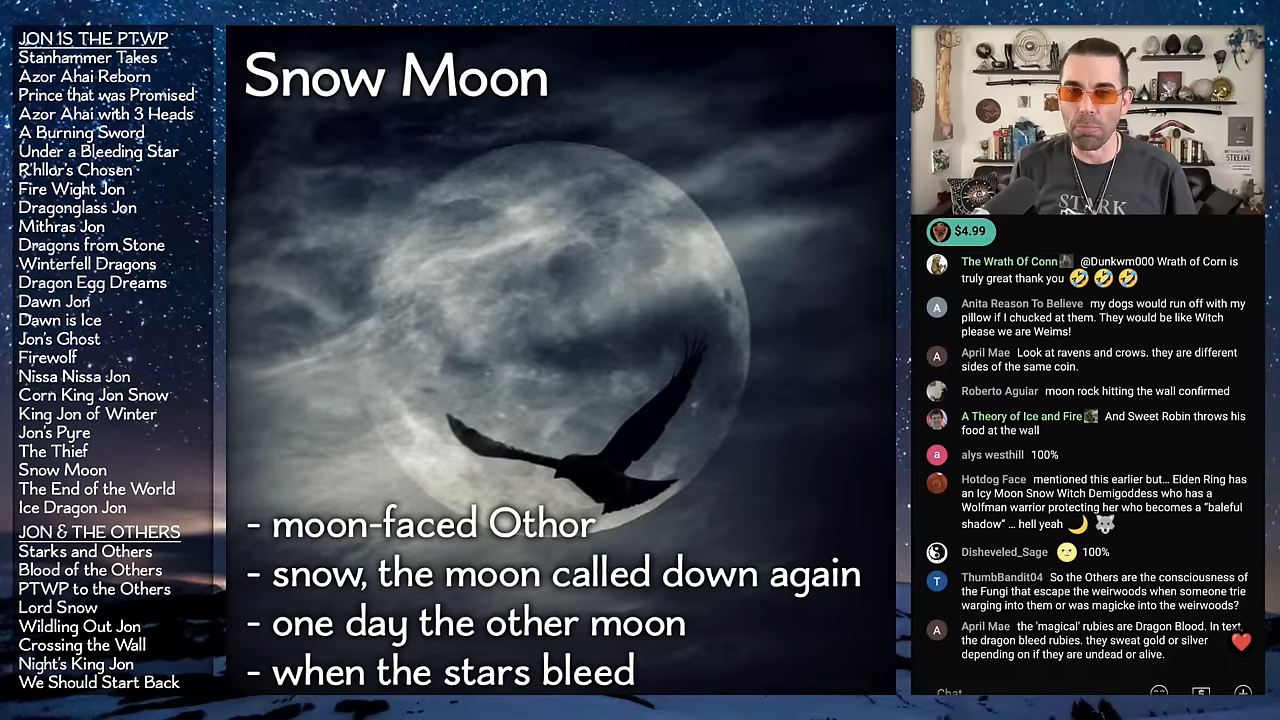 JON IS THE PTWP
Stanhammer Takes
Azor Ahai Reborn
Prince that was Promised
Azor Ahai with 3 Heads
A Burning Sword
Under a Bleeding Star
R'hllor's Chosen
Fire Wight Jon
Dragonglass Jon
Mithras Jon
Dragons from Stone
Winterfell Dragons
Dragon Egg Dreams
Dawn Jon
Dawn is Ice
Jon's Ghost
Firewolf
Nissa Nissa Jon
Corn King Jon Snow
King Jon of Winter
Jon's Pyre
The Thief
Snow Moon
The End of the World
Ice Dragon Jon
JON & THE OTHERS
Starks and Others
Blood of the Others
PTWP to the Others
Lord Snow
Wildling Out Jon
Crossing the Wall
Night's King Jon
We Should Start Back
Snow Moon
- moon-faced Othor
- snow, the moon called down again
- one day the other moon
- when the stars bleed
STARK
$4.99
The Wrath Of Conn @Dunkwm000 Wrath of Corn is
truly great thank you 🤣 🤣 🤣
A Anita Reason To Believe my dogs would run off with my
pillow if I chucked at them. They would be like Witch
please we are Weims!
A April Mae Look at ravens and crows. they are different
sides of the same coin.
Roberto Aguiar moon rock hitting the wall confirmed
A Theory of Ice and Fire And Sweet Robin throws his
food at the wall
a alys westhill 100%
Hotdog Face mentioned this earlier but... Elden Ring has
an Icy Moon Snow Witch Demigoddess who has a
Wolfman warrior protecting her who becomes a "baleful
shadow" ... hell yeah 🌙 🐺
Disheveled_Sage 🌝 100%
T ThumbBandit04 So the Others are the consciousness of
the Fungi that escape the weirwoods when someone trie
warging into them or was magicke into the weirwoods?
A April Mae the 'magical' rubies are Dragon Blood. In text,
the dragon bleed rubies. they sweat gold or silver
depending on if they are undead or alive.
Chat